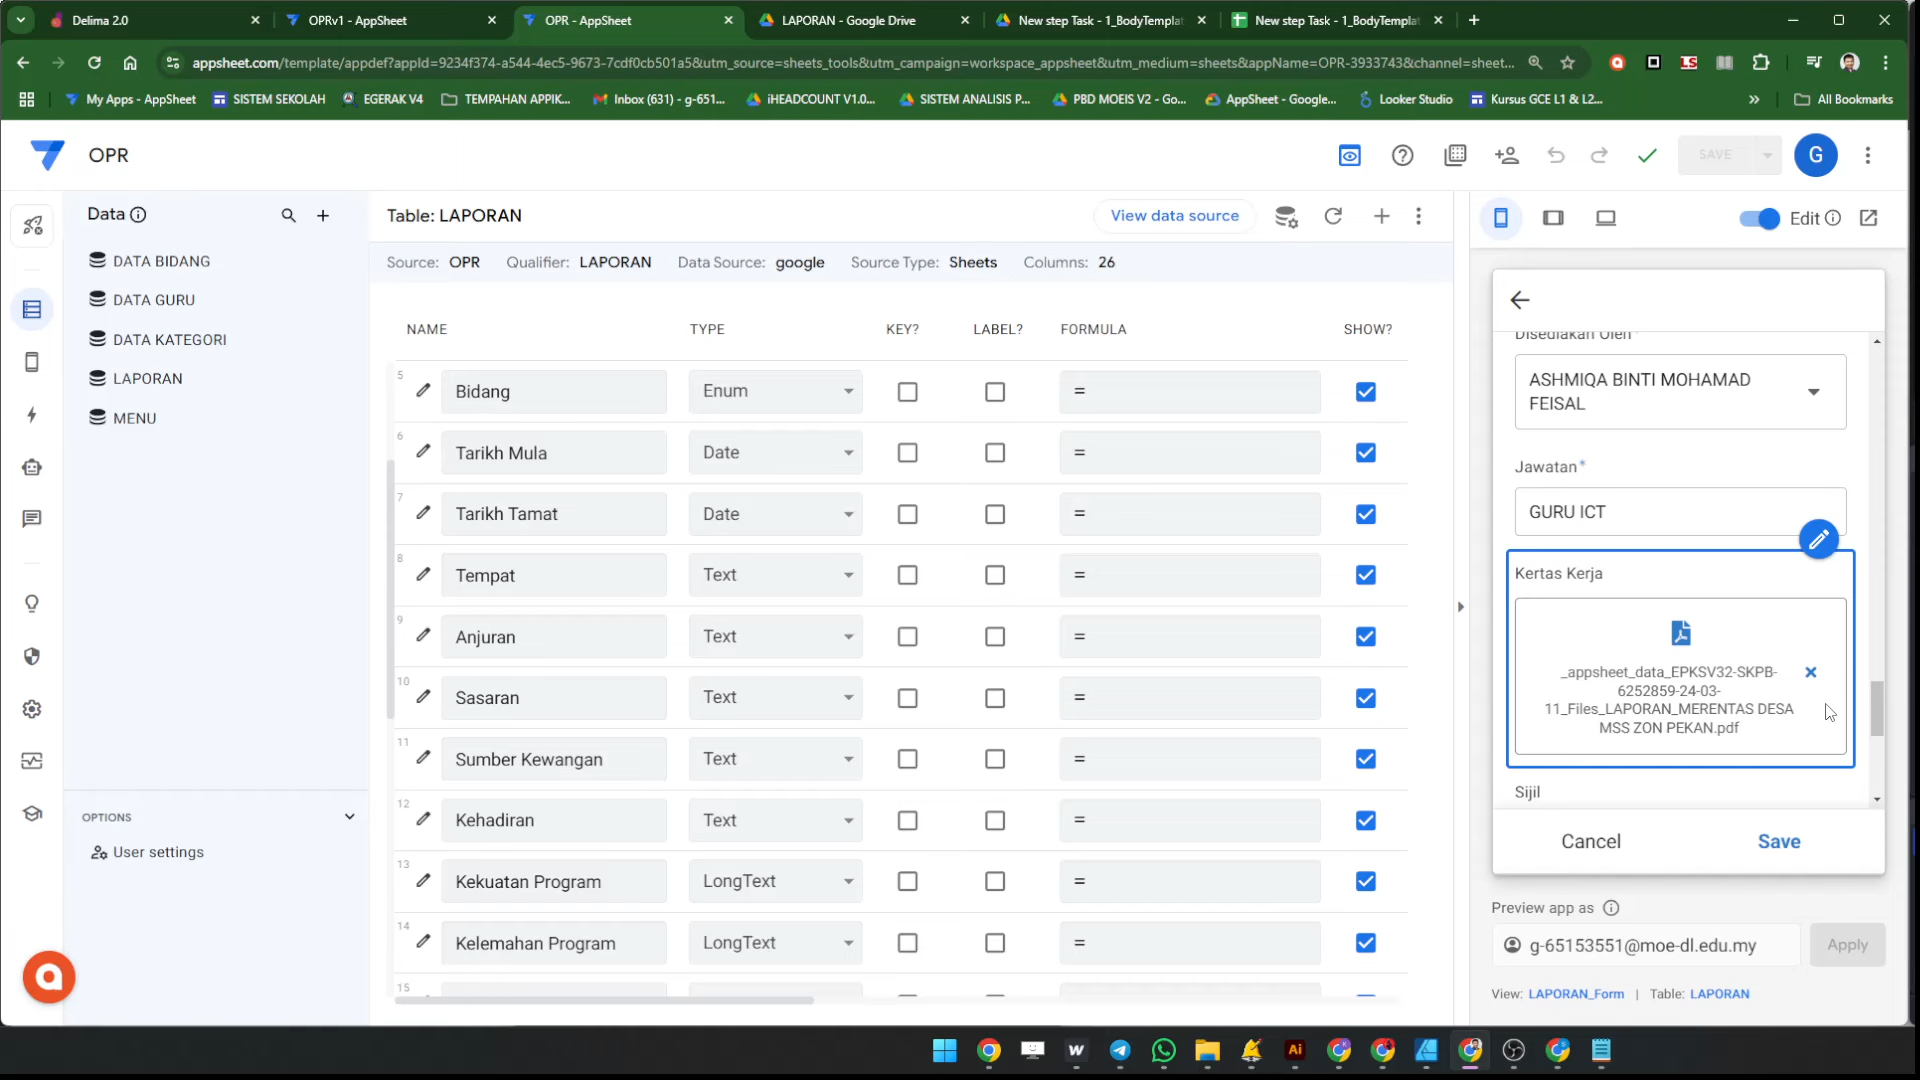 Delima 2.0
OPRv1 - AppSheet
OPR - AppSheet
LAPORAN - Google Drive
New step Task - 1_BodyTemplat
New step Task - 1_BodyTemplat
appsheet.com/template/appdef?appId=9234f374-a544-4ec5-9673-7cdf0cb501a5&utm_source=sheets_tools&utm_campaign=workspace_appsheet&utm_medium=sheets&appName=OPR-3933743&channel=sheet...
My Apps - AppSheet
SISTEM SEKOLAH
EGERAK V4
TEMPAHAN APPIK...
Inbox (631) - g-651...
iHEADCOUNT V1.0...
SISTEM ANALISIS P...
PBD MOEIS V2 - Go...
AppSheet - Google...
Looker Studio
Kursus GCE L1 & L2...
All Bookmarks
OPR
SAVE
G
Data
DATA BIDANG
DATA GURU
DATA KATEGORI
LAPORAN
MENU
OPTIONS
User settings
Table: LAPORAN
View data source
Source: OPR Qualifier: LAPORAN Data Source: google Source Type: Sheets Columns: 26
NAME TYPE KEY? LABEL? FORMULA SHOW?
5 Bidang Enum =
6 Tarikh Mula Date =
7 Tarikh Tamat Date =
8 Tempat Text =
9 Anjuran Text =
10 Sasaran Text =
11 Sumber Kewangan Text =
12 Kehadiran Text =
13 Kekuatan Program LongText =
14 Kelemahan Program LongText =
15
Edit
Disediakan Oleh*
ASHMIQA BINTI MOHAMAD
FEISAL
Jawatan*
GURU ICT
Kertas Kerja
_appsheet_data_EPKSV32-SKPB-
6252859-24-03-
11_Files_LAPORAN_MERENTAS DESA
MSS ZON PEKAN.pdf
Sijil
Cancel
Save
Preview app as
g-65153551@moe-dl.edu.my
Apply
View: LAPORAN_Form | Table: LAPORAN